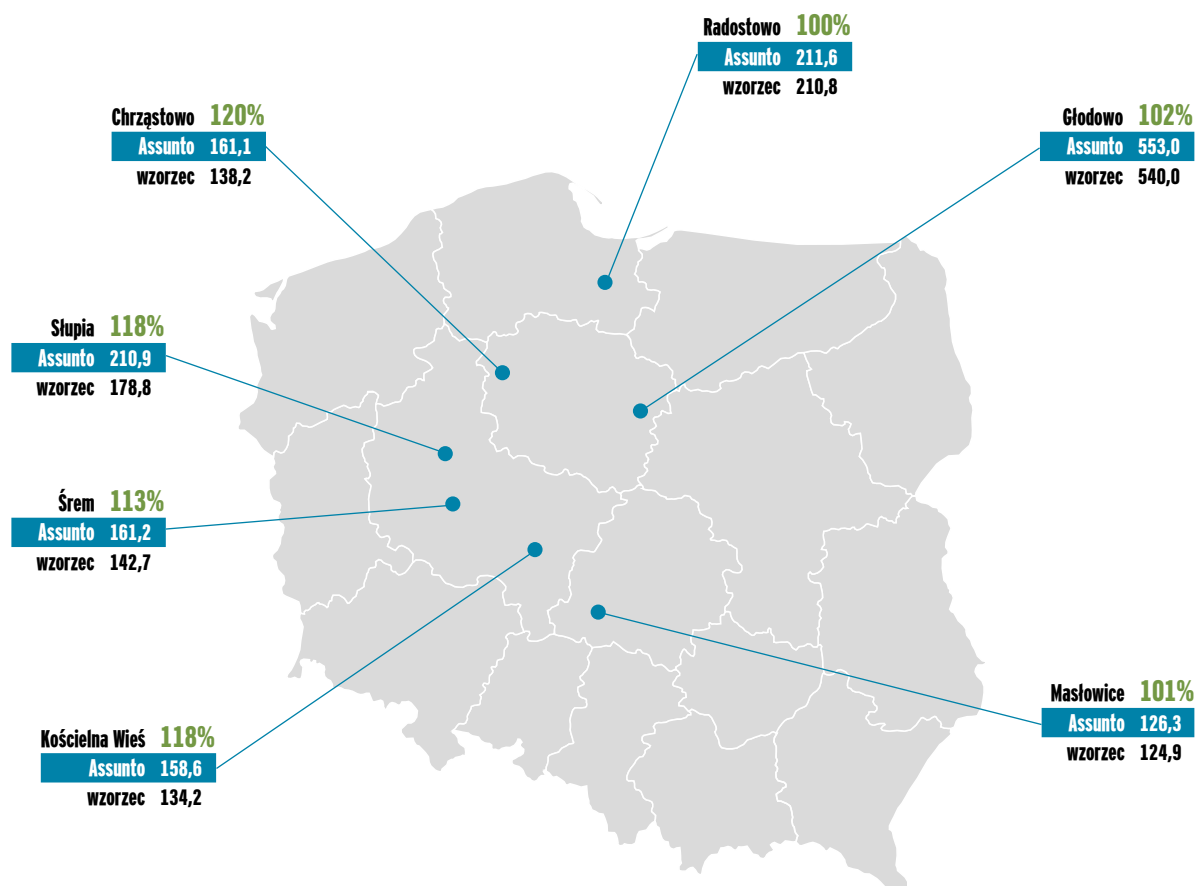 Radostowo 100%
Assunto 211,6
wzorzec 210,8
Chrząstowo 120%
Assunto 161,1
wzorzec 138,2
Głodowo 102%
Assunto 553,0
wzorzec 540,0
Słupia 118%
Assunto 210,9
wzorzec 178,8
Śrem 113%
Assunto 161,2
wzorzec 142,7
Masłowice 101%
Assunto 126,3
wzorzec 124,9
Kościelna Wieś 118%
Assunto 158,6
wzorzec 134,2